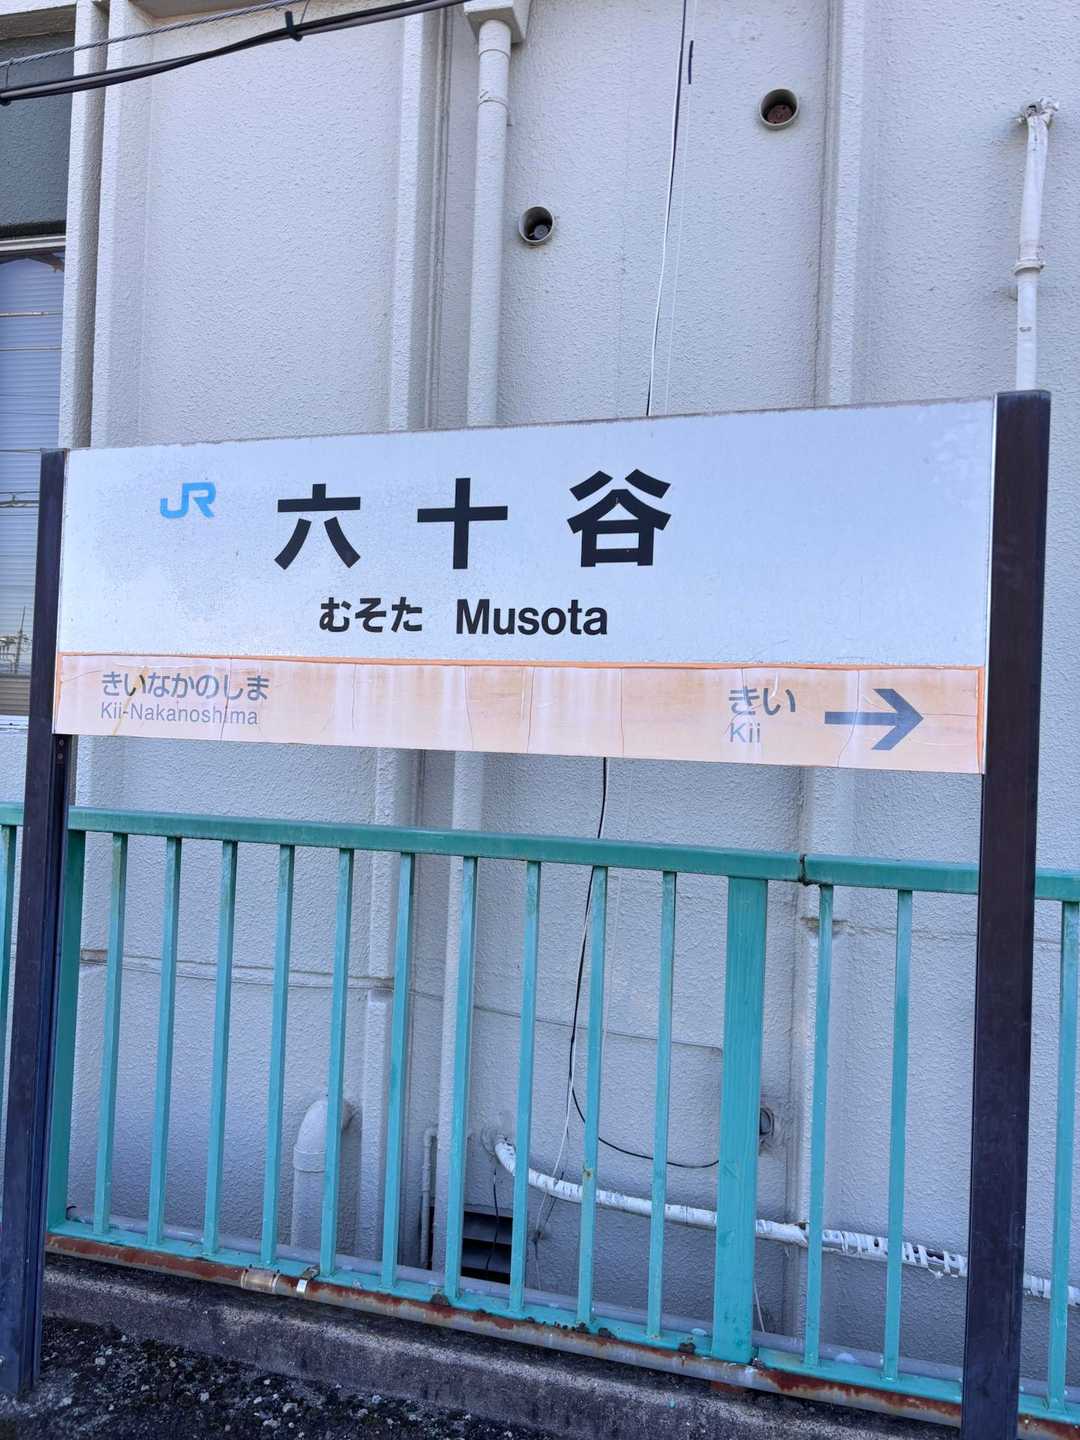 JR 六十谷
むそた Musota
きいなかのしま
Kii-Nakanoshima
きい →
Kii